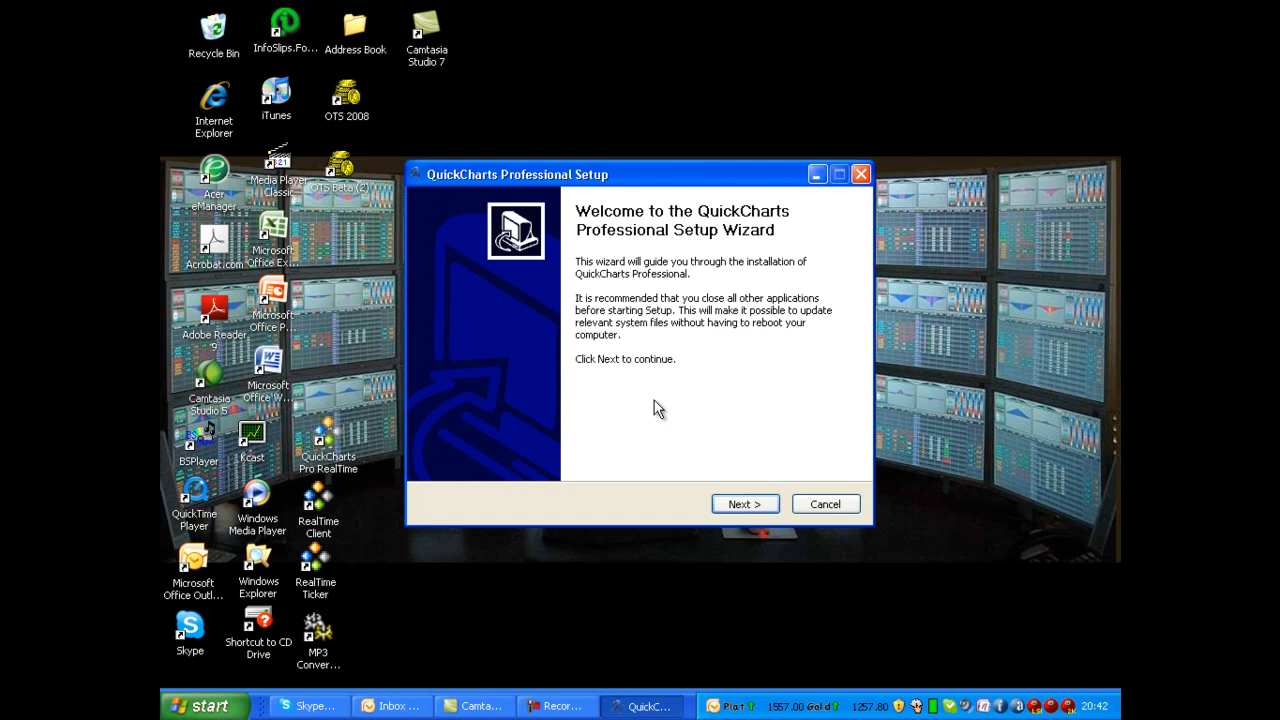 Recycle Bin
InfoSlips.Fo...
Address Book
Camtasia
Studio 7
Internet
Explorer
iTunes
OTS 2008
Acer
eManager
Media Player
Classic
OTS Beta (2)
Acrobat.com
Microsoft
Office Ex...
Adobe Reader
9
Microsoft
Office P...
Camtasia
Studio 5
Microsoft
Office W...
BSPlayer
Kcast
QuickCharts
Pro RealTime
QuickTime
Player
Windows
Media Player
RealTime
Client
Microsoft
Office Outl...
Windows
Explorer
RealTime
Ticker
Skype
Shortcut to CD
Drive
MP3
Conver...
QuickCharts Professional Setup
Welcome to the QuickCharts
Professional Setup Wizard
This wizard will guide you through the installation of
QuickCharts Professional.
It is recommended that you close all other applications
before starting Setup. This will make it possible to update
relevant system files without having to reboot your
computer.
Click Next to continue.
Next >
Cancel
start
Skype...
Inbox ...
Camta...
Recor...
QuickC...
Plat 1557.00 Gold 1257.80
20:42